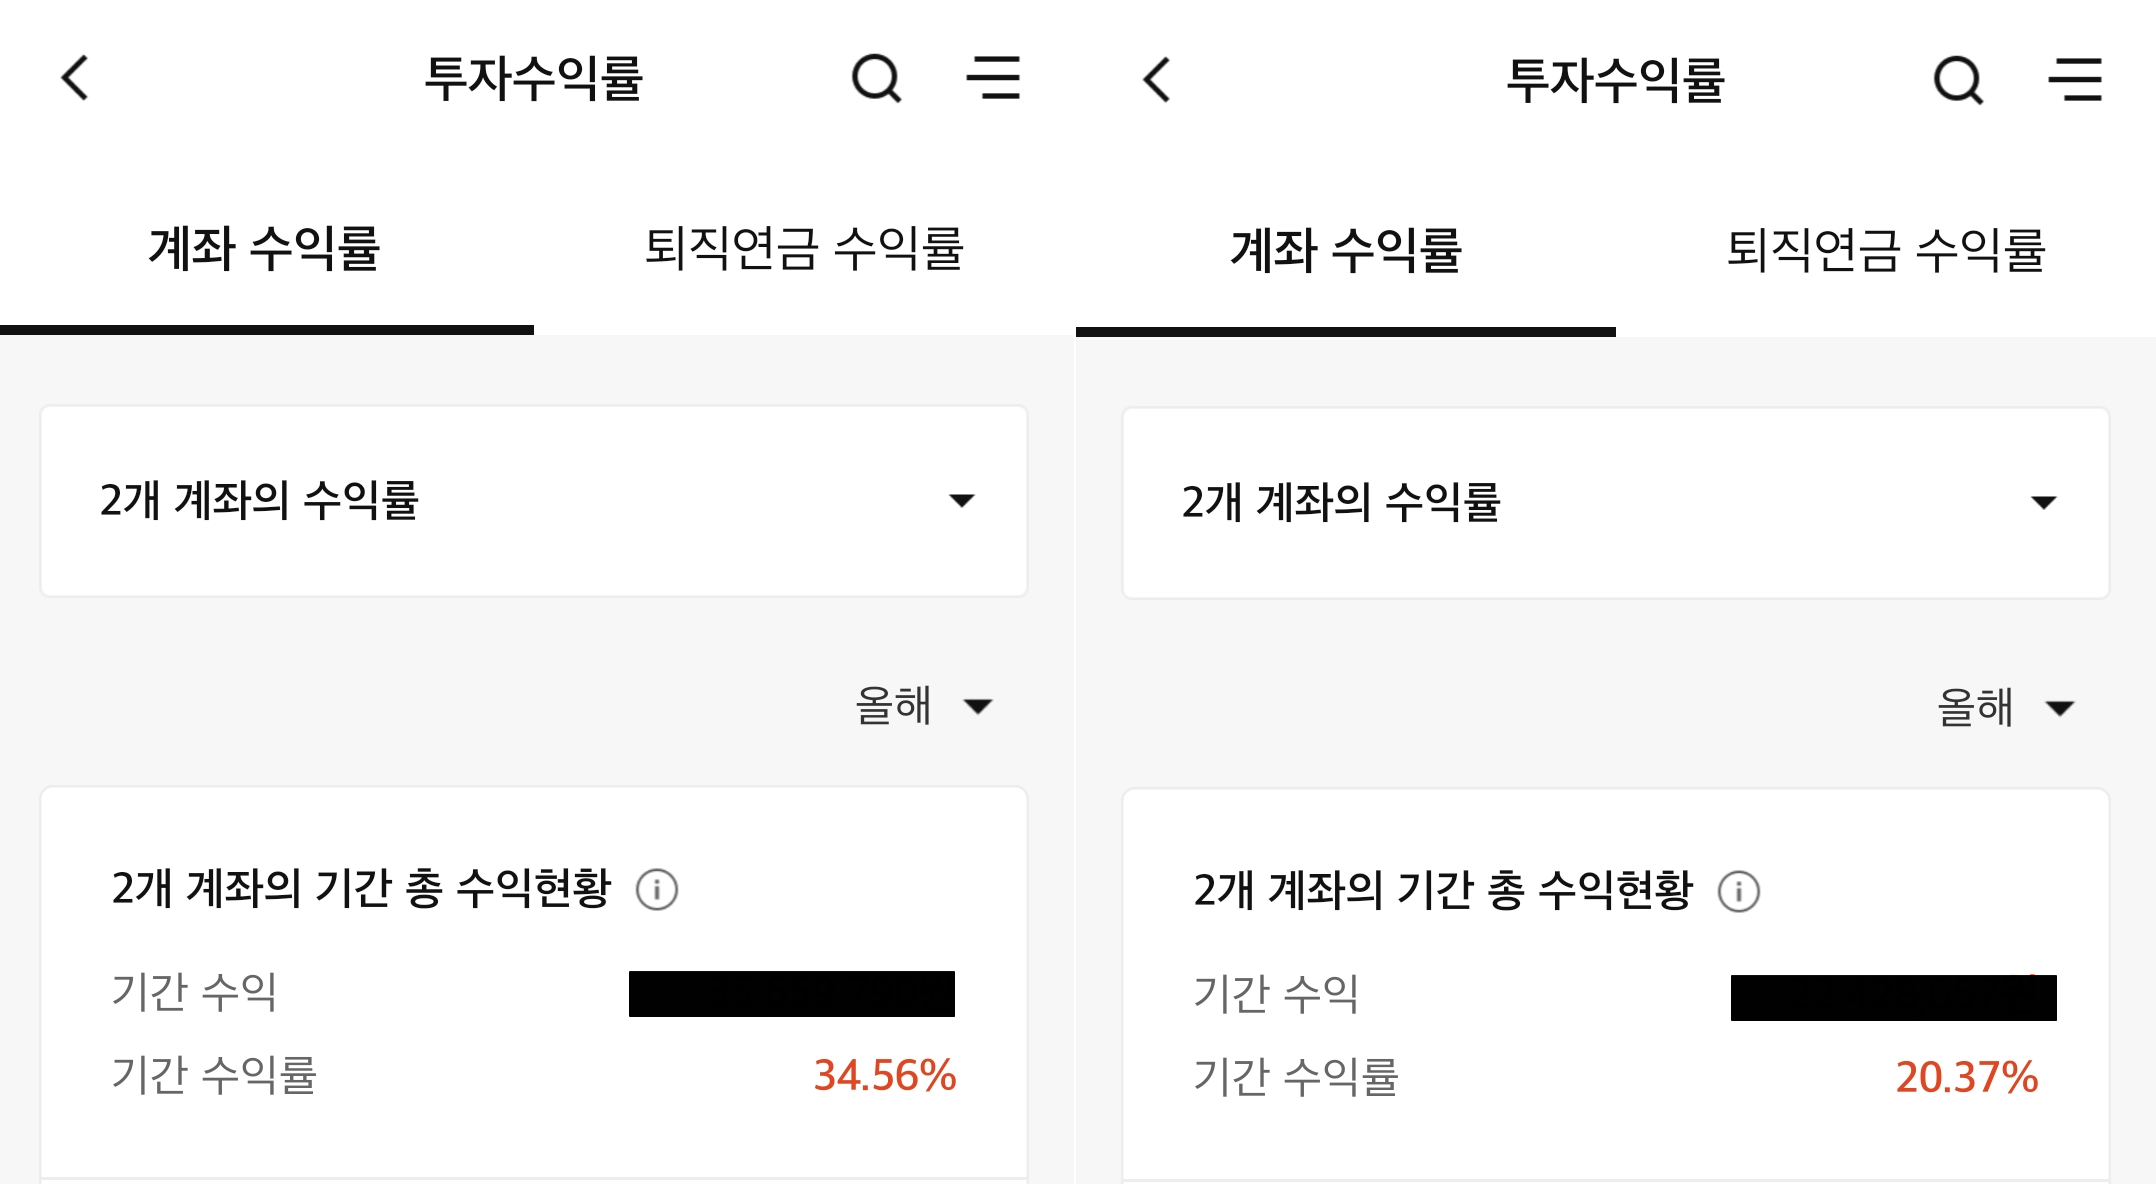 투자수익률
계좌 수익률
퇴직연금 수익률
2개 계좌의 수익률
올해
2개 계좌의 기간 총 수익현황
기간 수익
기간 수익률 34.56%
투자수익률
계좌 수익률
퇴직연금 수익률
2개 계좌의 수익률
올해
2개 계좌의 기간 총 수익현황
기간 수익
기간 수익률 20.37%